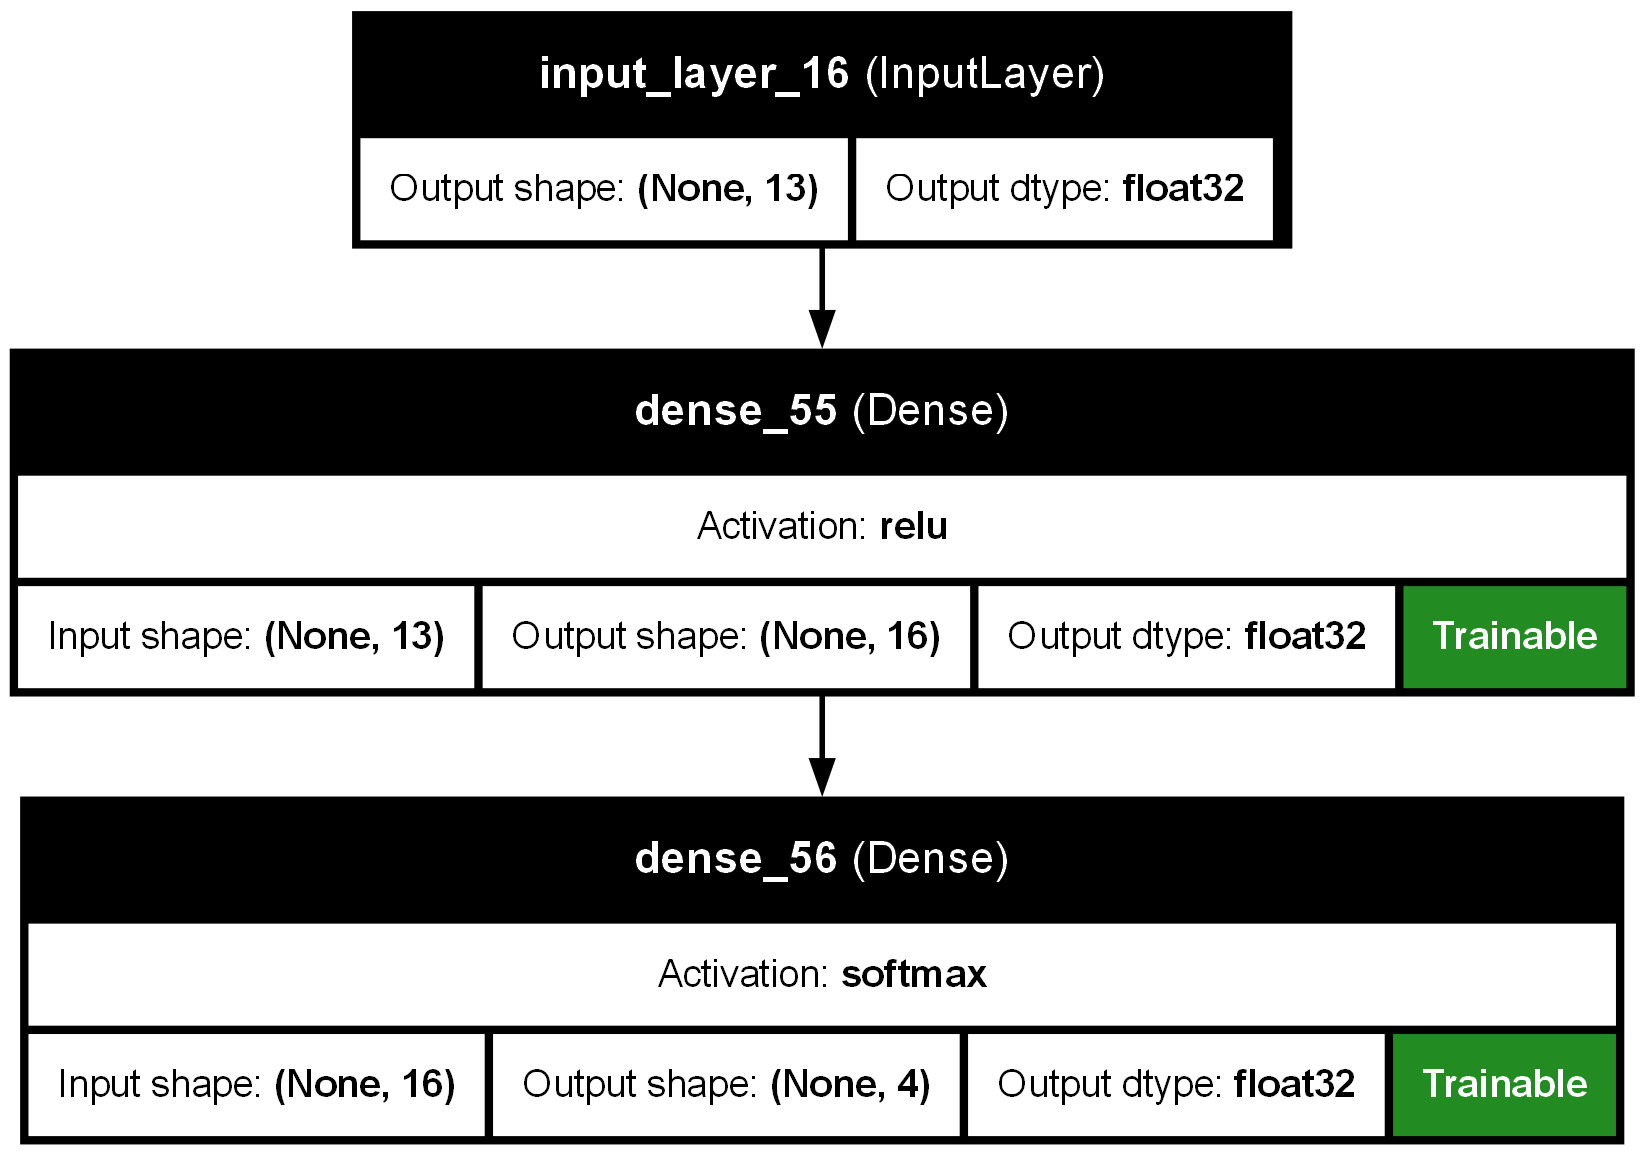 input_layer_16 (InputLayer)
Output shape: (None, 13) Output dtype: float32
dense_55 (Dense)
Activation: relu
Input shape: (None, 13) Output shape: (None, 16) Output dtype: float32 Trainable
dense_56 (Dense)
Activation: softmax
Input shape: (None, 16) Output shape: (None, 4) Output dtype: float32 Trainable